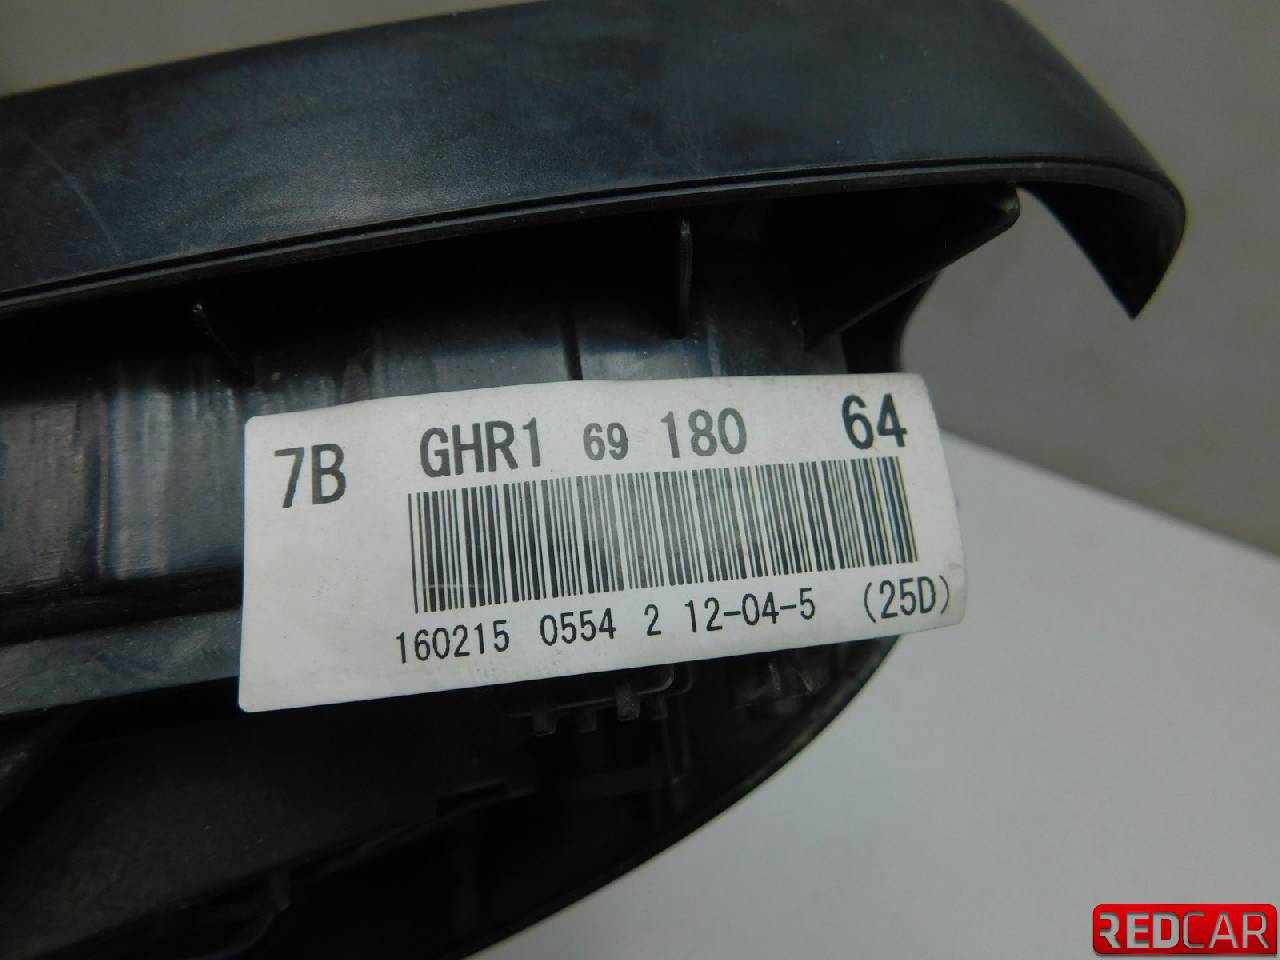 7B GHR1 69 180 64
160215 0554 2 12-04-5 (25D)
REDCAR